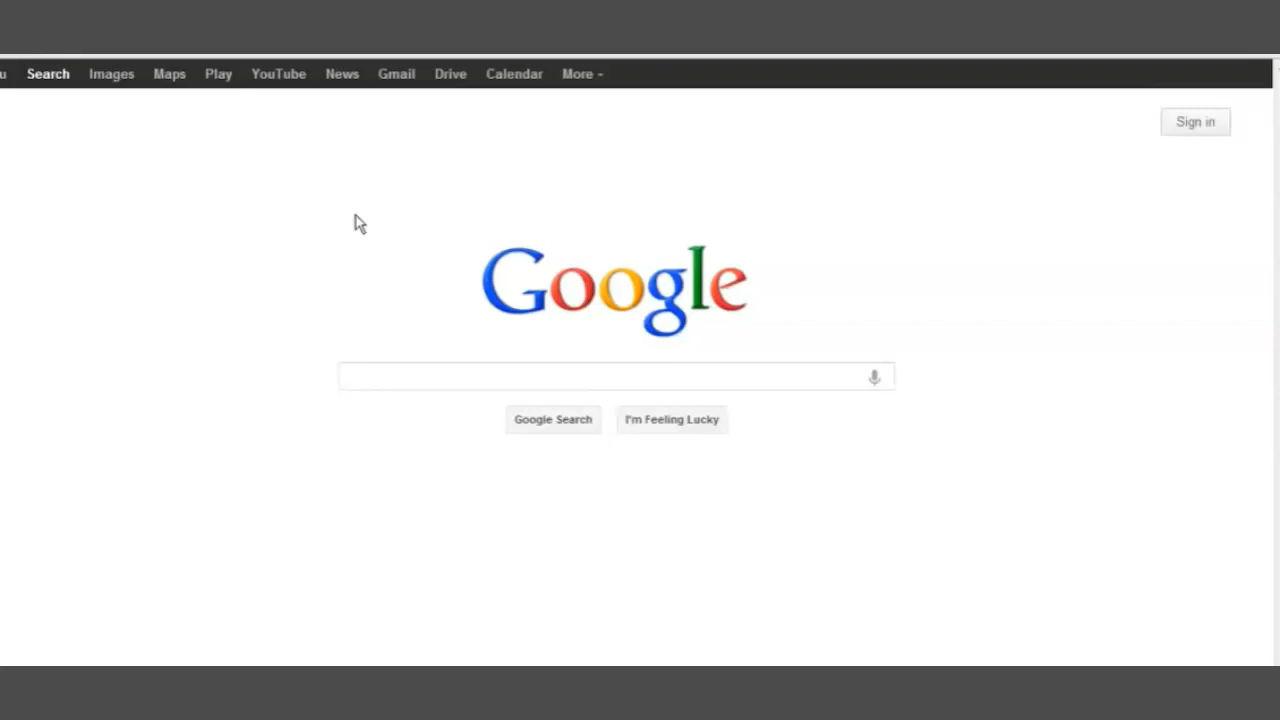 u Search Images Maps Play YouTube News Gmail Drive Calendar More
Sign in
Google
Google Search I'm Feeling Lucky